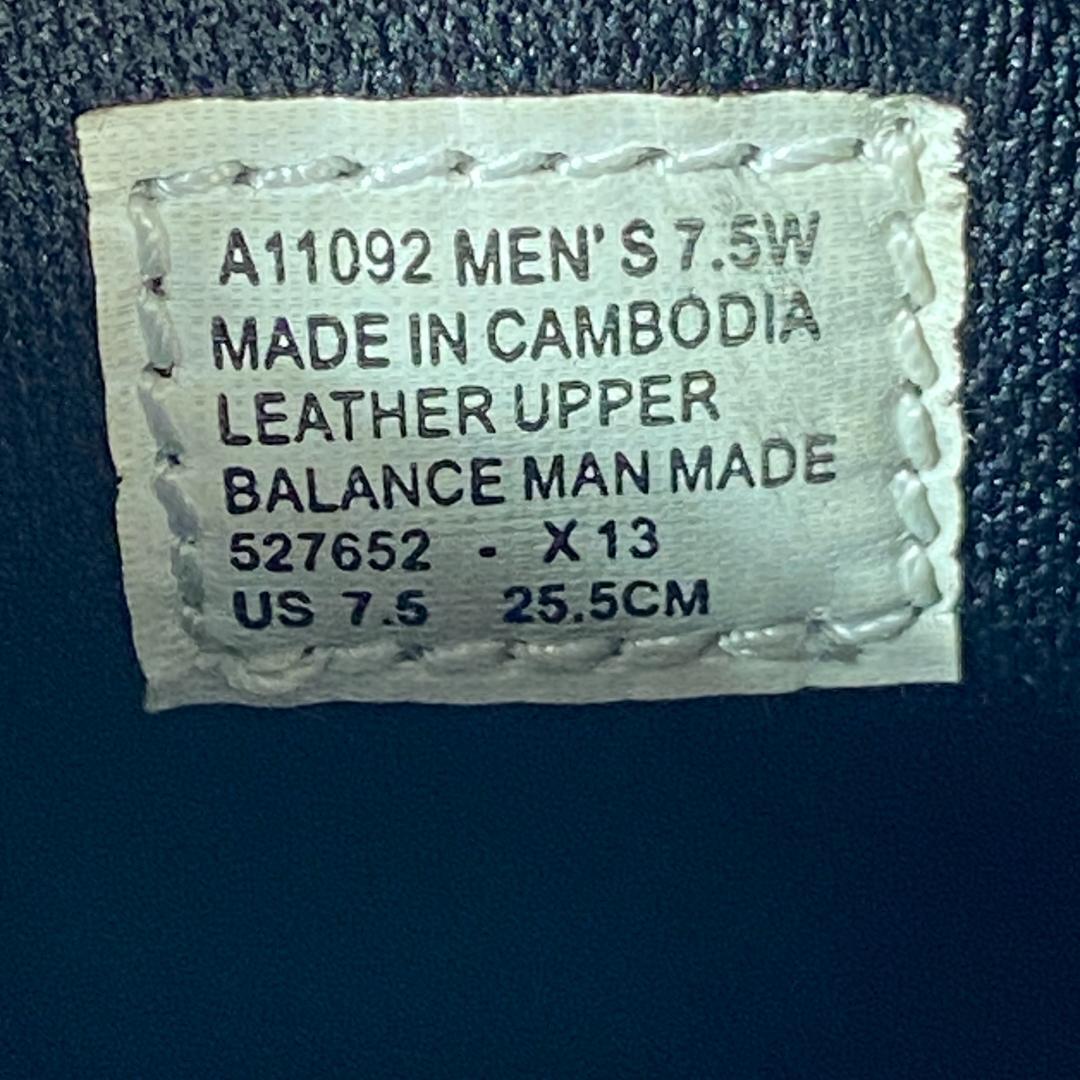 A11092 MEN'S 7.5W
MADE IN CAMBODIA
LEATHER UPPER
BALANCE MAN MADE
527652 - X13
US 7.5 25.5CM